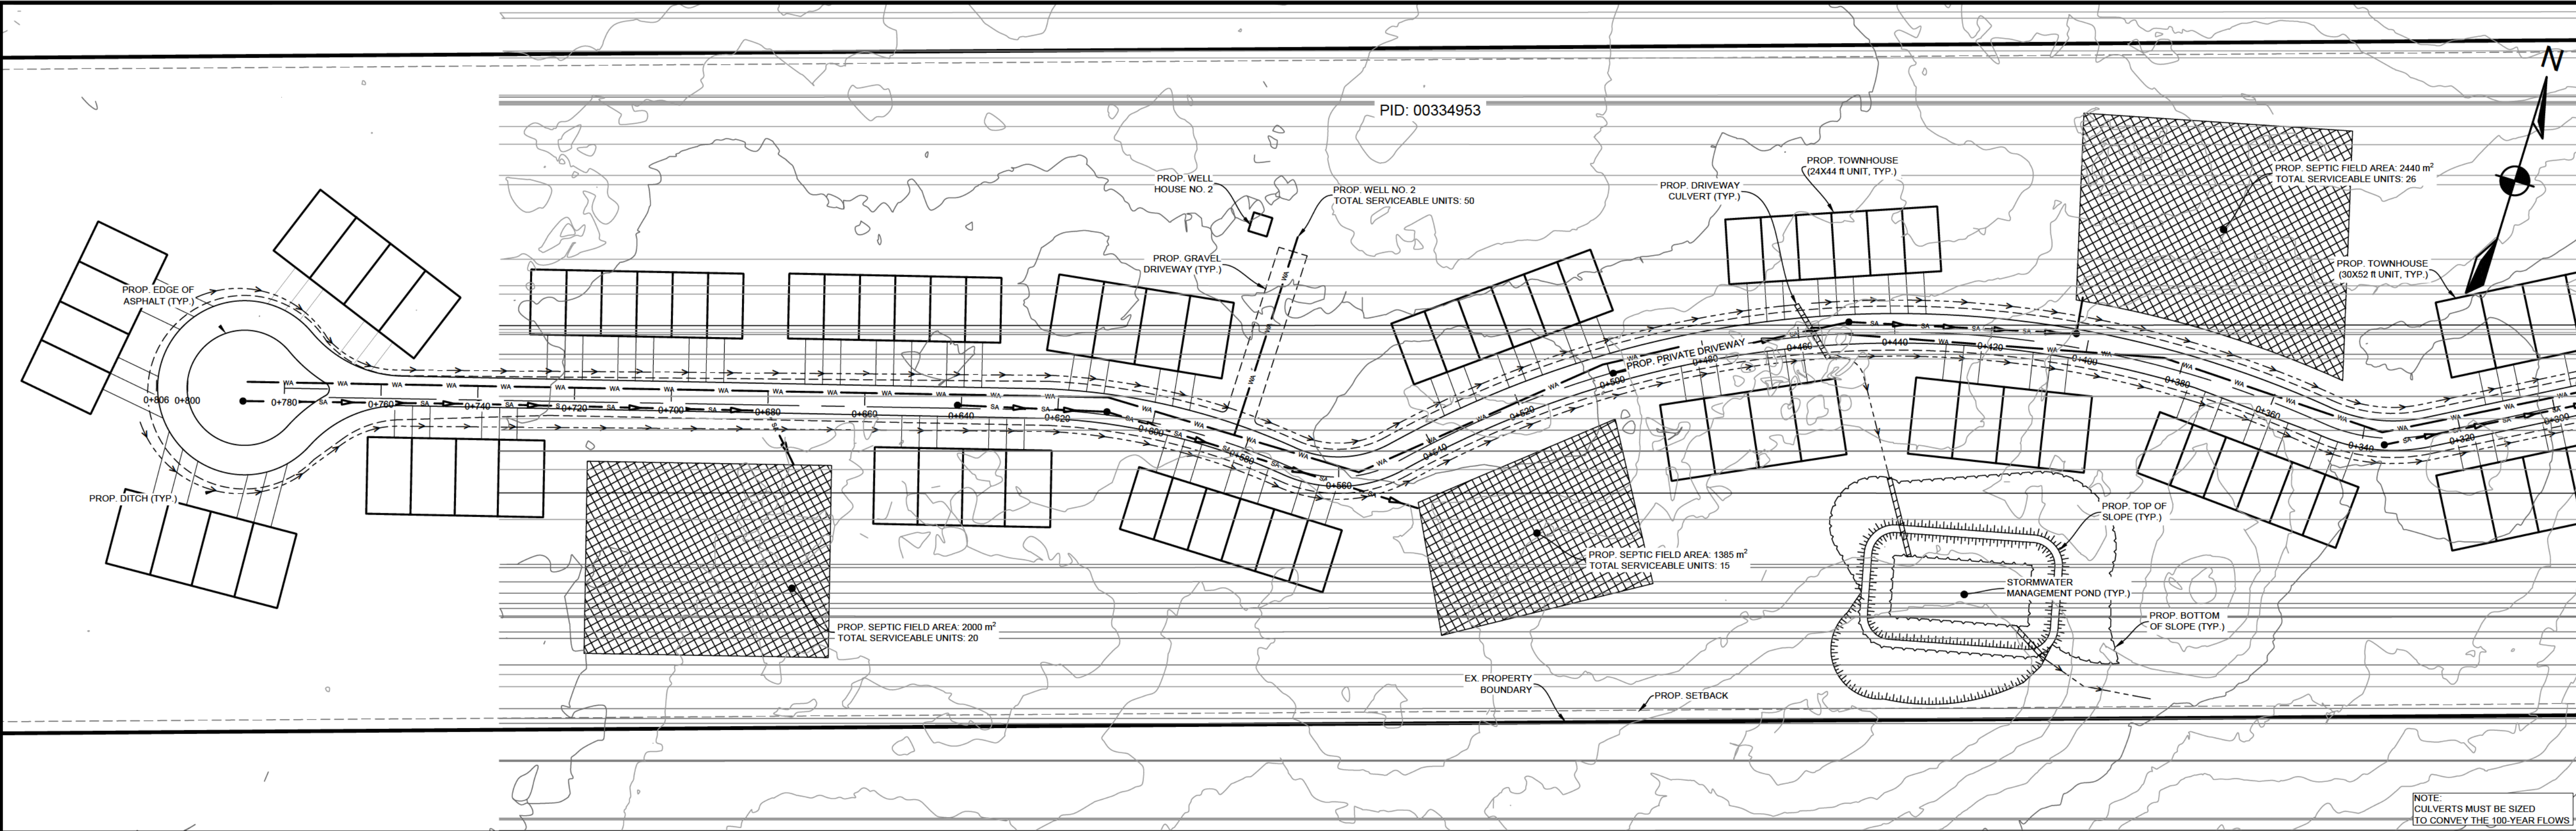 N
PID: 00334953
PROP. WELL
HOUSE NO. 2
PROP. WELL NO. 2
TOTAL SERVICEABLE UNITS: 50
PROP. DRIVEWAY
CULVERT (TYP.)
PROP. TOWNHOUSE
(24X44 ft UNIT, TYP.)
PROP. SEPTIC FIELD AREA: 2440 m²
TOTAL SERVICEABLE UNITS: 26
PROP. GRAVEL
DRIVEWAY (TYP.)
PROP. TOWNHOUSE
(30X52 ft UNIT, TYP.)
PROP. EDGE OF
ASPHALT (TYP.)
PROP. PRIVATE DRIVEWAY
0+806
0+800
0+780
0+760
0+740
0+720
0+700
0+680
0+660
0+640
0+620
0+600
0+580
0+560
0+540
0+520
0+500
0+480
0+460
0+440
0+420
0+400
0+380
0+360
0+340
0+320
0+300
WA
SA
PROP. DITCH (TYP.)
PROP. TOP OF
SLOPE (TYP.)
PROP. SEPTIC FIELD AREA: 1385 m²
TOTAL SERVICEABLE UNITS: 15
STORMWATER
MANAGEMENT POND (TYP.)
PROP. BOTTOM
OF SLOPE (TYP.)
PROP. SEPTIC FIELD AREA: 2000 m²
TOTAL SERVICEABLE UNITS: 20
EX. PROPERTY
BOUNDARY
PROP. SETBACK
NOTE:
CULVERTS MUST BE SIZED
TO CONVEY THE 100-YEAR FLOWS.